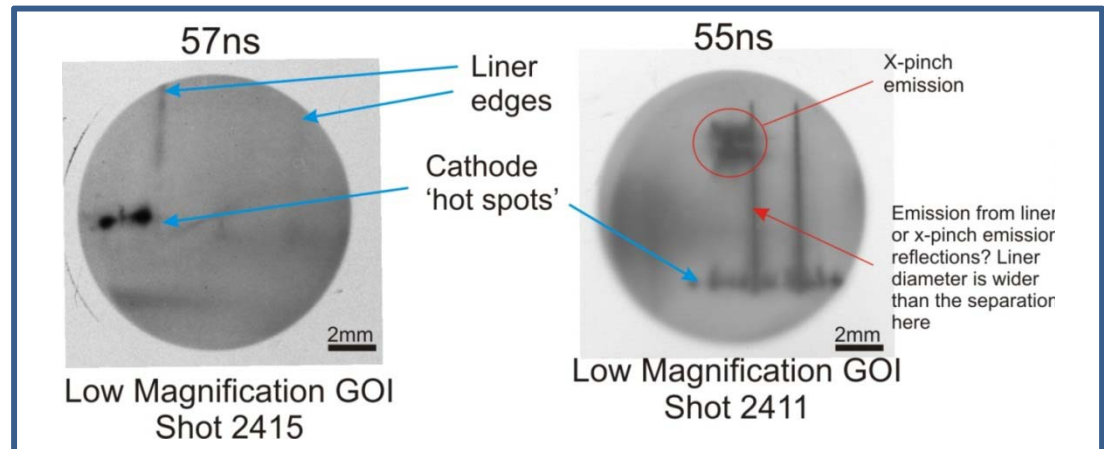 57ns
Liner
edges
Cathode
‘hot spots’
2mm
Low Magnification GOI
Shot 2415
55ns
X-pinch
emission
Emission from liner
or x-pinch emission
reflections? Liner
diameter is wider
than the separation
here
2mm
Low Magnification GOI
Shot 2411